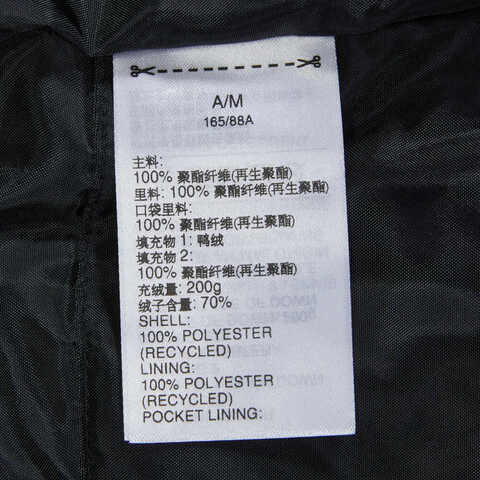 A/M
165/88A
主料:
100% 聚酯纤维(再生聚酯)
里料: 100% 聚酯纤维(再生聚酯)
口袋里料:
100% 聚酯纤维(再生聚酯)
填充物 1: 鸭绒
填充物 2:
100% 聚酯纤维(再生聚酯)
充绒量: 200g
绒子含量: 70%
SHELL:
100% POLYESTER
(RECYCLED)
LINING:
100% POLYESTER
(RECYCLED)
POCKET LINING: